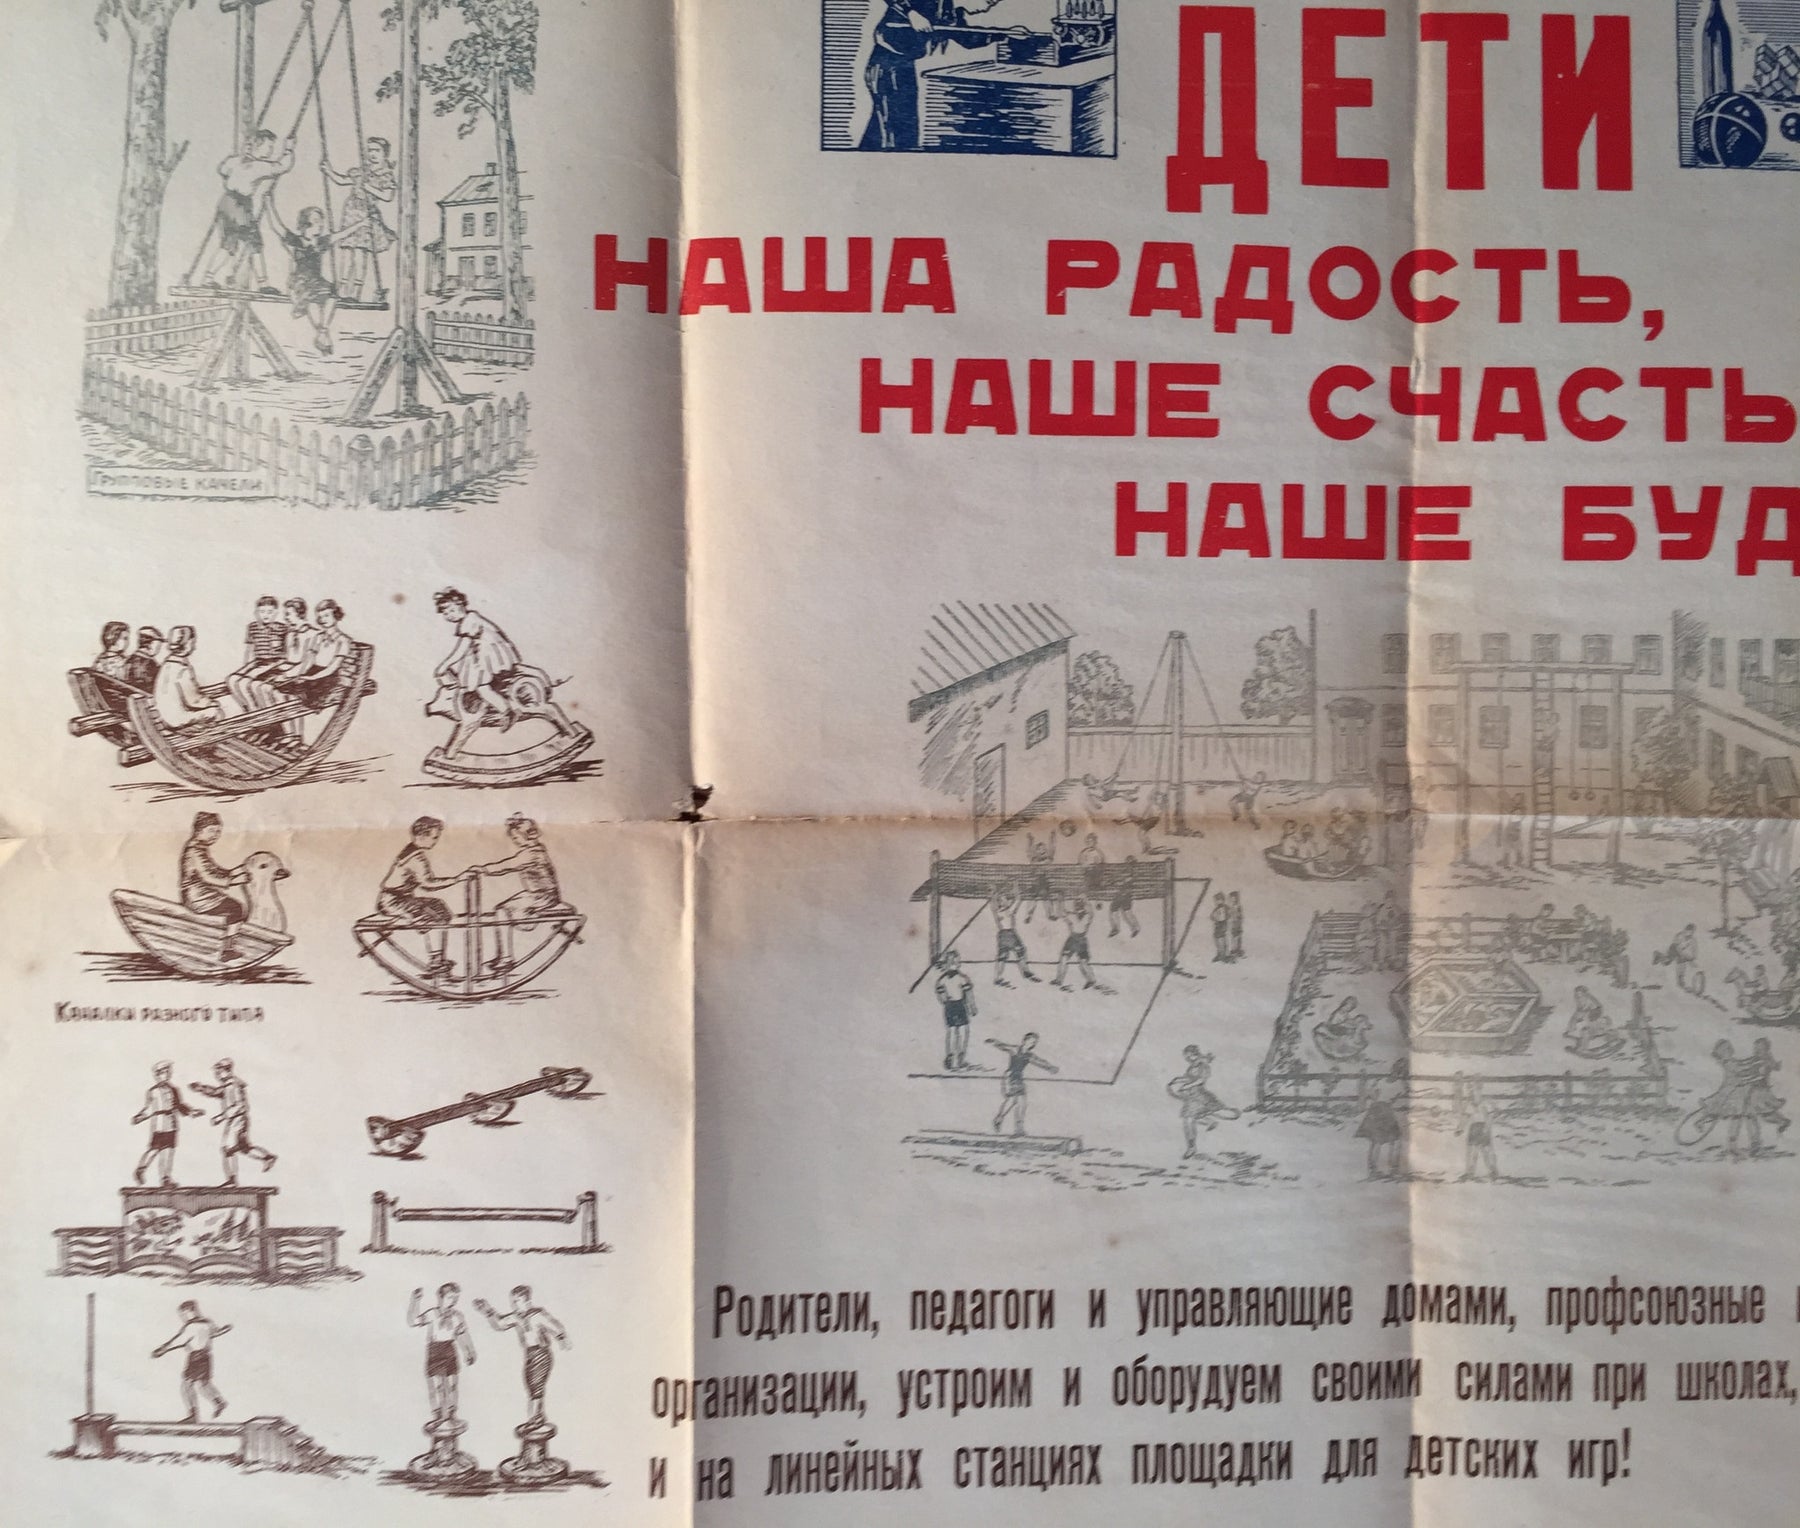 ДЕТИ
НАША РАДОСТЬ,
НАШЕ СЧАСТЬ
НАШЕ БУД
ГРУППОВЫЕ КАЧЕЛИ
КАЧАЛКИ РАЗНОГО ТИПА
Родители, педагоги и управляющие домами, профсоюзные
организации, устроим и оборудуем своими силами при школах,
и на линейных станциях площадки для детских игр!